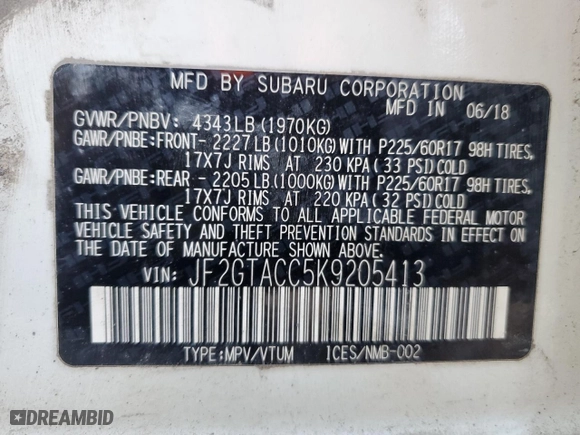 MFD BY SUBARU CORPORATION
MFD IN 06/18
GVWR/PNBV: 4343LB(1970KG)
GAWR/PNBE:FRONT- 2227LB(1010KG)WITH P225/60R17 98H TIRES,
17X7J RIMS AT 230 KPA(33 PSI)COLD
GAWR/PNBE:REAR - 2205LB(1000KG)WITH P225/60R17 98H TIRES,
17X7J RIMS AT 220 KPA(32 PSI)COLD
THIS VEHICLE CONFORMS TO ALL APPLICABLE FEDERAL MOTOR
VEHICLE SAFETY AND THEFT PREVENTION STANDARDS IN EFFECT
ON THE DATE OF MANUFACTURE SHOWN ABOVE.
VIN: JF2GTACC5K9205413
TYPE:MPV/VTUM ICES/NMB-002
DREAMBID